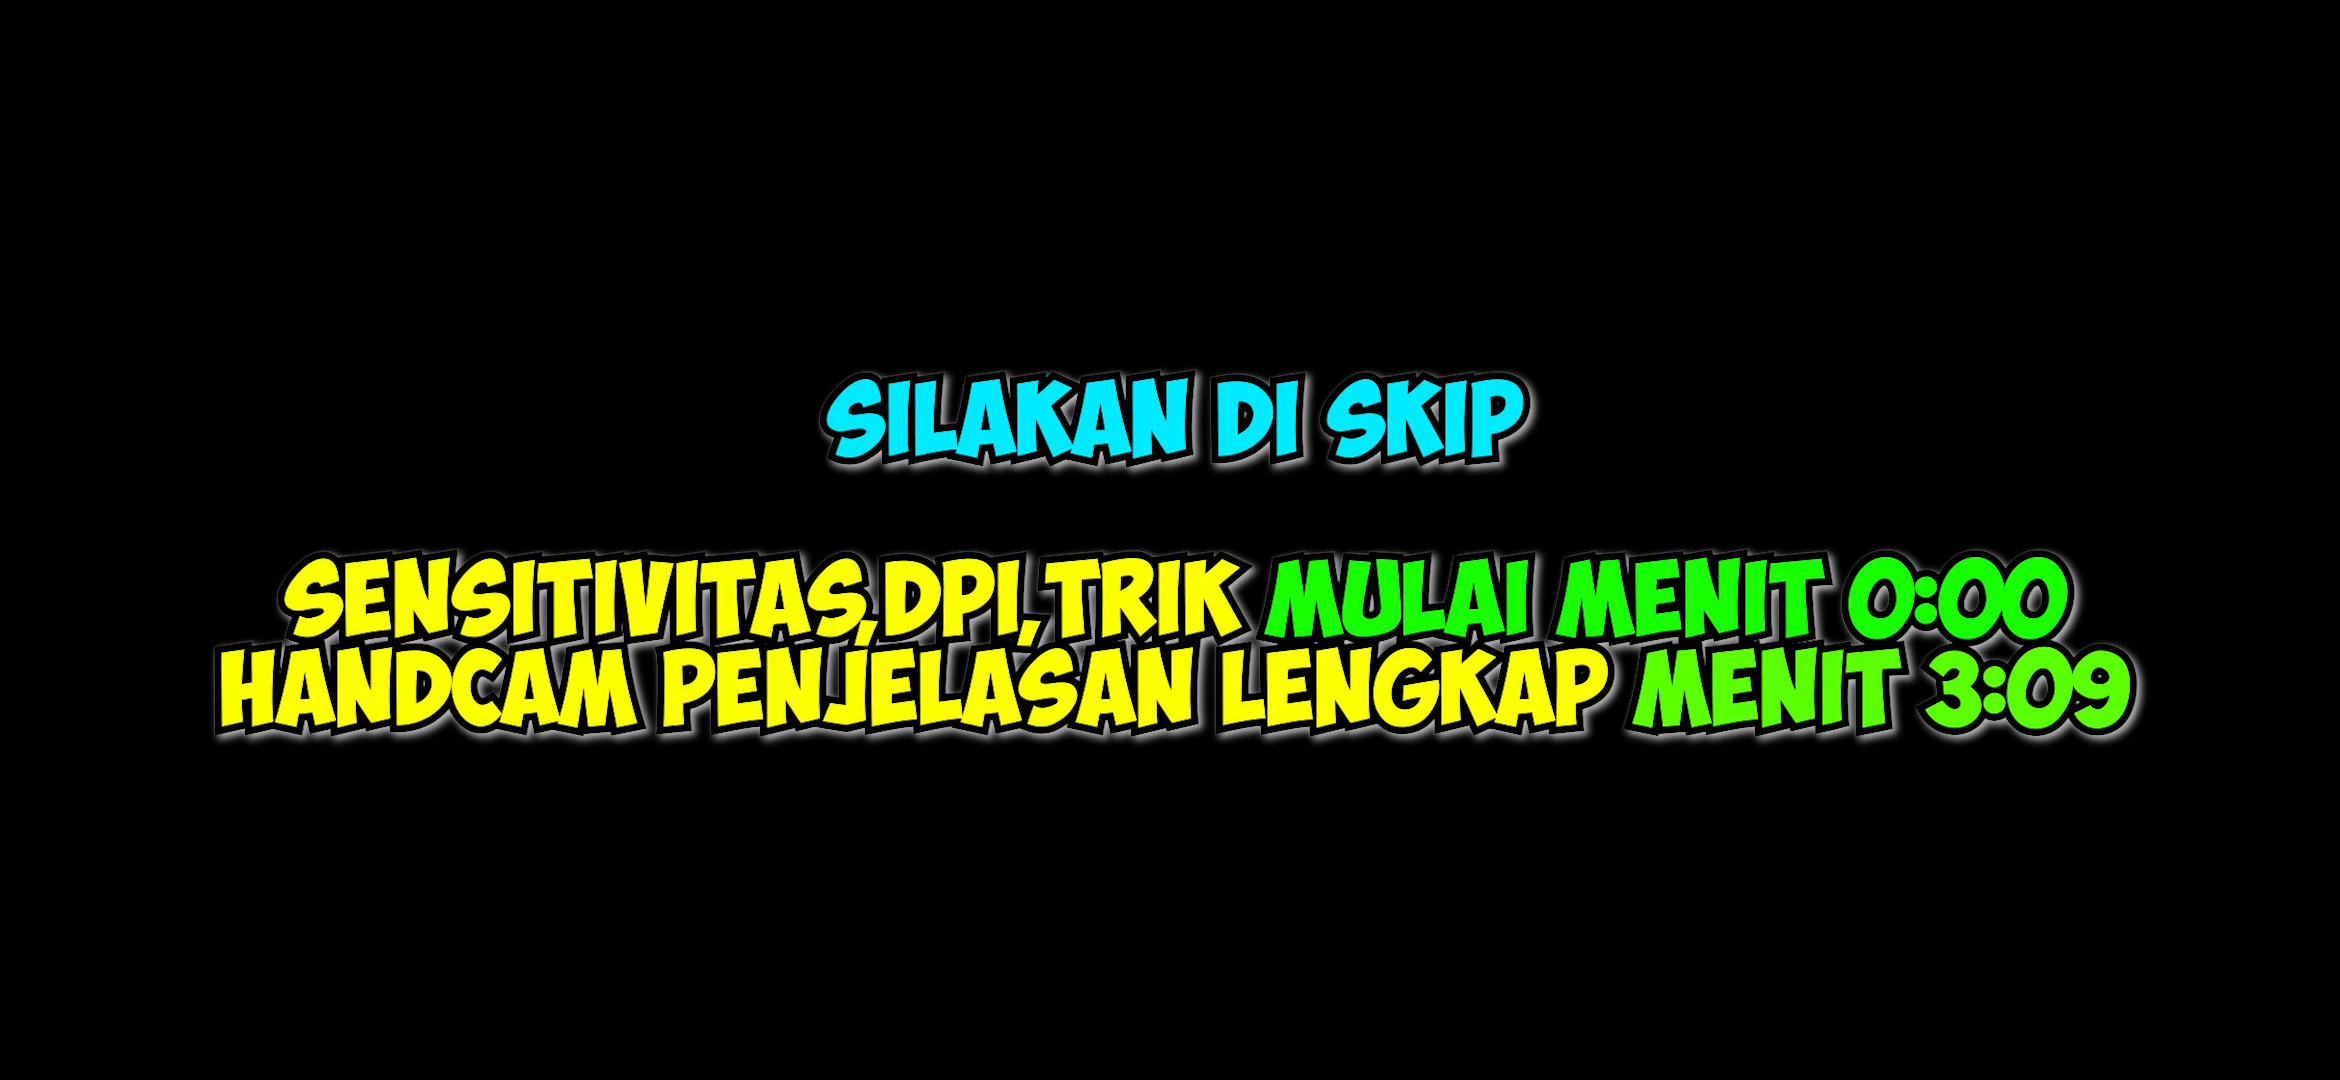 SILAKAN DI SKIP
SENSITIVITAS,DPI,TRIK MULAI MENIT 0:00
HANDCAM PENJELASAN LENGKAP MENIT 3:09